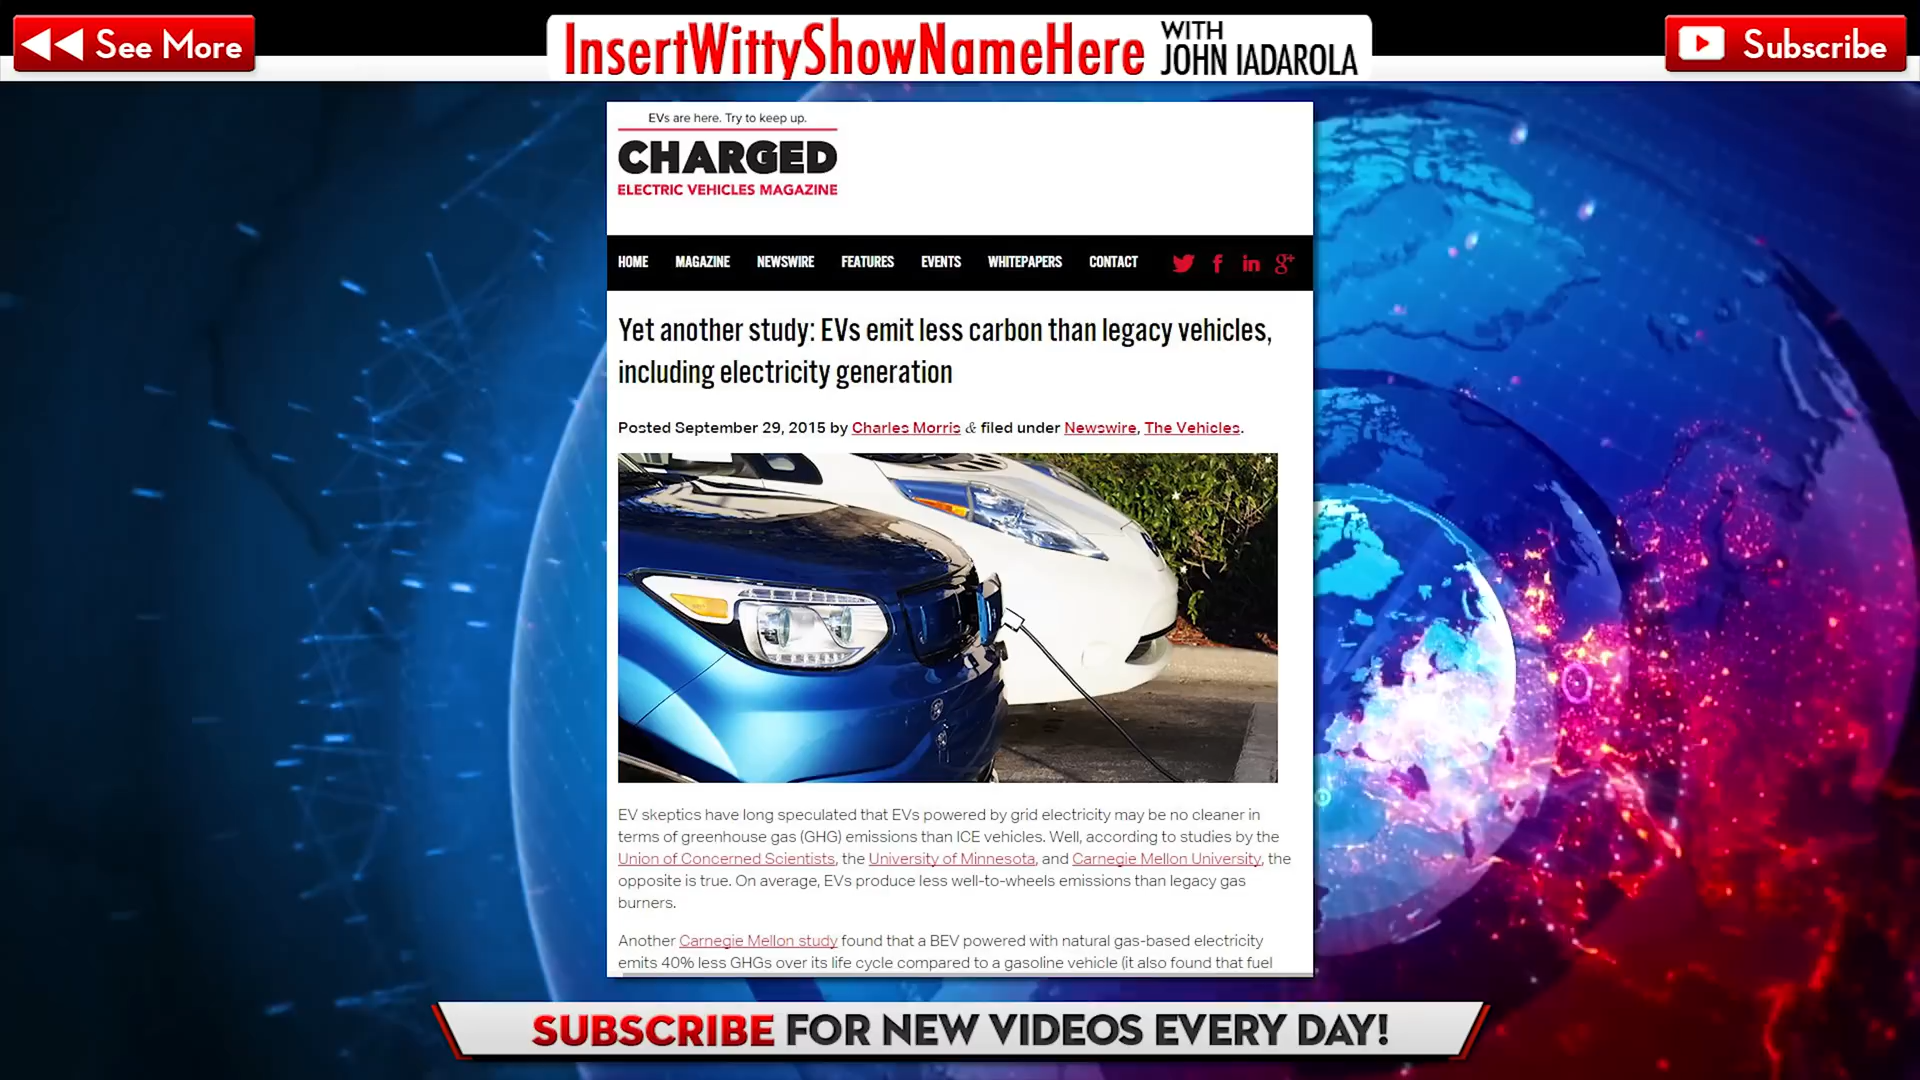 See More
InsertWittyShowNameHere
WITH
JOHN IADAROLA
Subscribe
EVs are here. Try to keep up.
CHARGED
ELECTRIC VEHICLES MAGAZINE
HOME MAGAZINE NEWSWIRE FEATURES EVENTS WHITEPAPERS CONTACT
Yet another study: EVs emit less carbon than legacy vehicles,
including electricity generation
Posted September 29, 2015 by Charles Morris & filed under Newswire, The Vehicles.
EV skeptics have long speculated that EVs powered by grid electricity may be no cleaner in
terms of greenhouse gas (GHG) emissions than ICE vehicles. Well, according to studies by the
Union of Concerned Scientists, the University of Minnesota, and Carnegie Mellon University, the
opposite is true. On average, EVs produce less well-to-wheels emissions than legacy gas
burners.
Another Carnegie Mellon study found that a BEV powered with natural gas-based electricity
emits 40% less GHGs over its life cycle compared to a gasoline vehicle (it also found that fuel
SUBSCRIBE FOR NEW VIDEOS EVERY DAY!